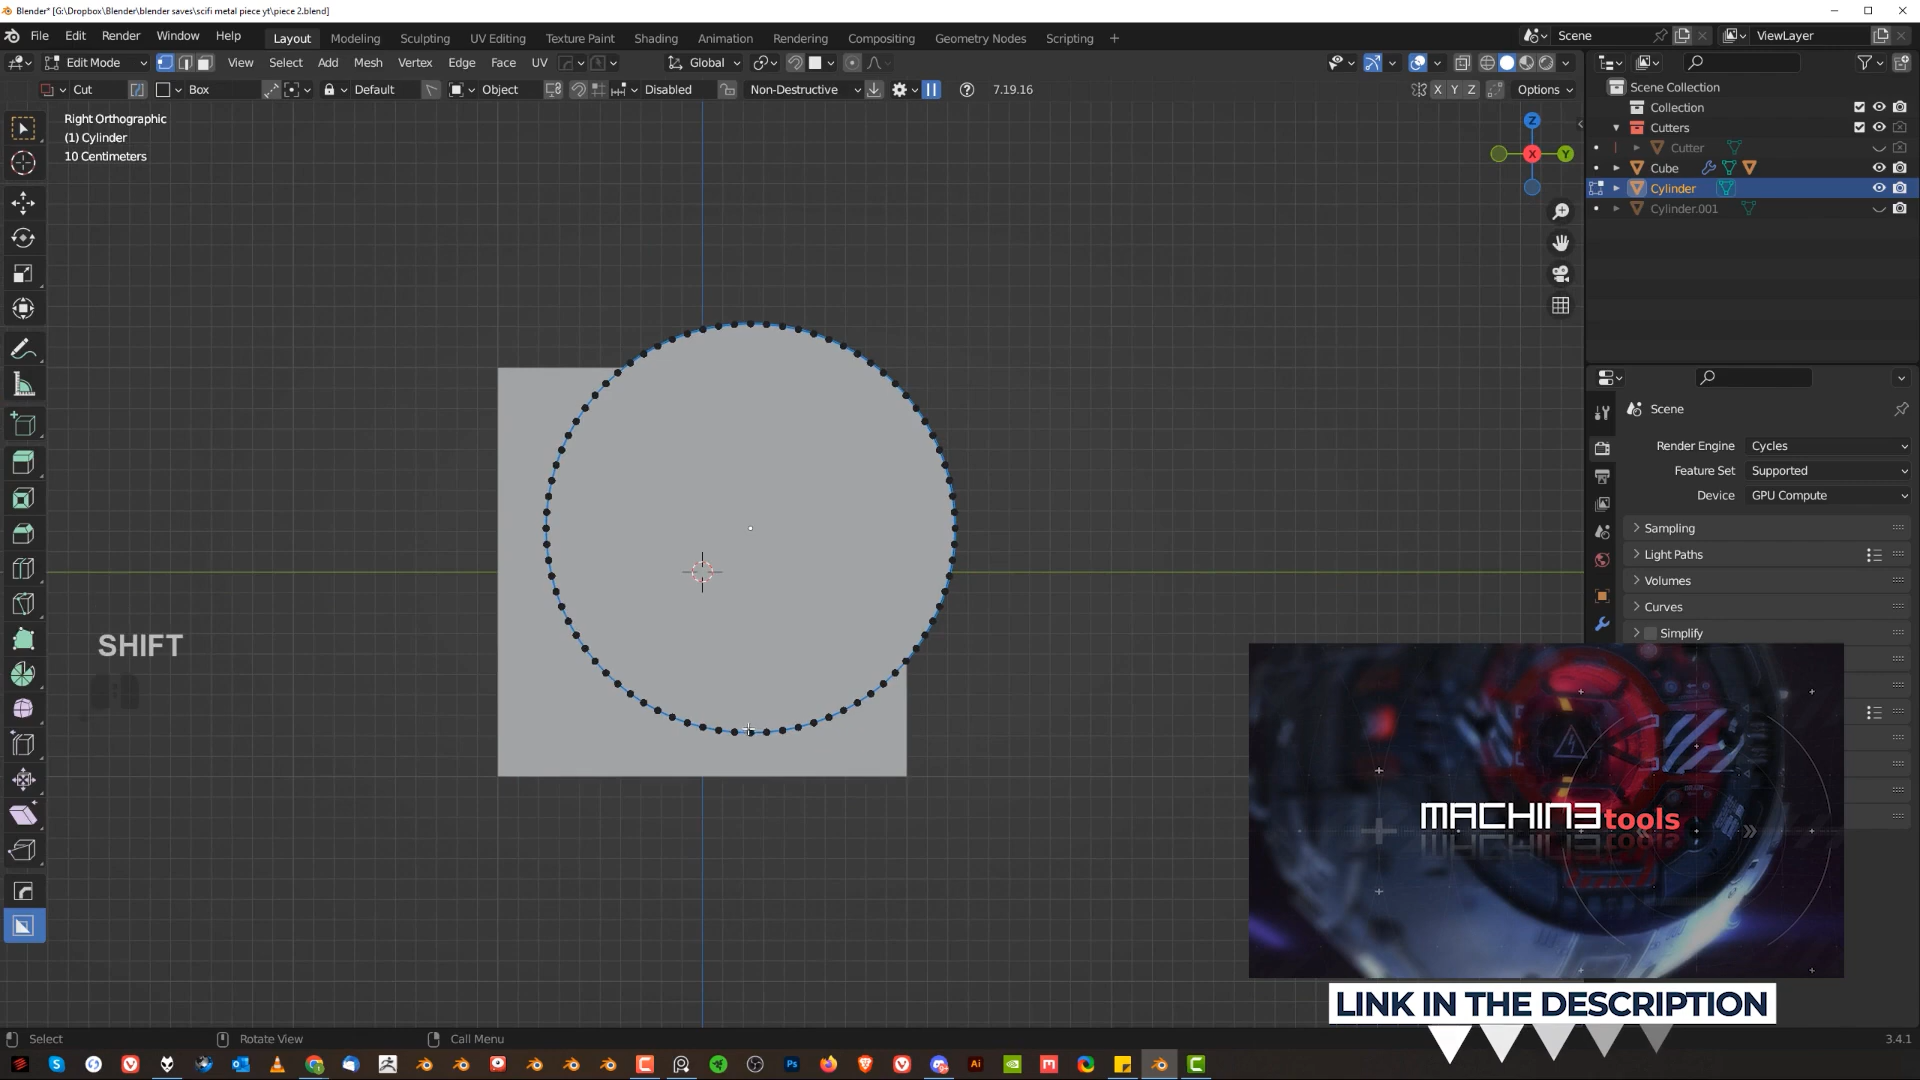 Blender* [G:\Dropbox\Blender\blender saves\scifi metal piece yt\piece 2.blend]
File Edit Render Window Help Layout Modeling Sculpting UV Editing Texture Paint Shading Animation Rendering Compositing Geometry Nodes Scripting + Scene ViewLayer
Edit Mode View Select Add Mesh Vertex Edge Face UV Global
Cut Box Default Object Disabled Non-Destructive 7.19.16 X Y Z Options
Right Orthographic
(1) Cylinder
10 Centimeters
Z
X
Y
Scene Collection
Collection
Cutters
Cutter
Cube
Cylinder
Cylinder.001
Scene
Render Engine Cycles
Feature Set Supported
Device GPU Compute
Sampling
Light Paths
Volumes
Curves
Simplify
SHIFT
MACHIN3tools
LINK IN THE DESCRIPTION
Select Rotate View Call Menu 3.4.1